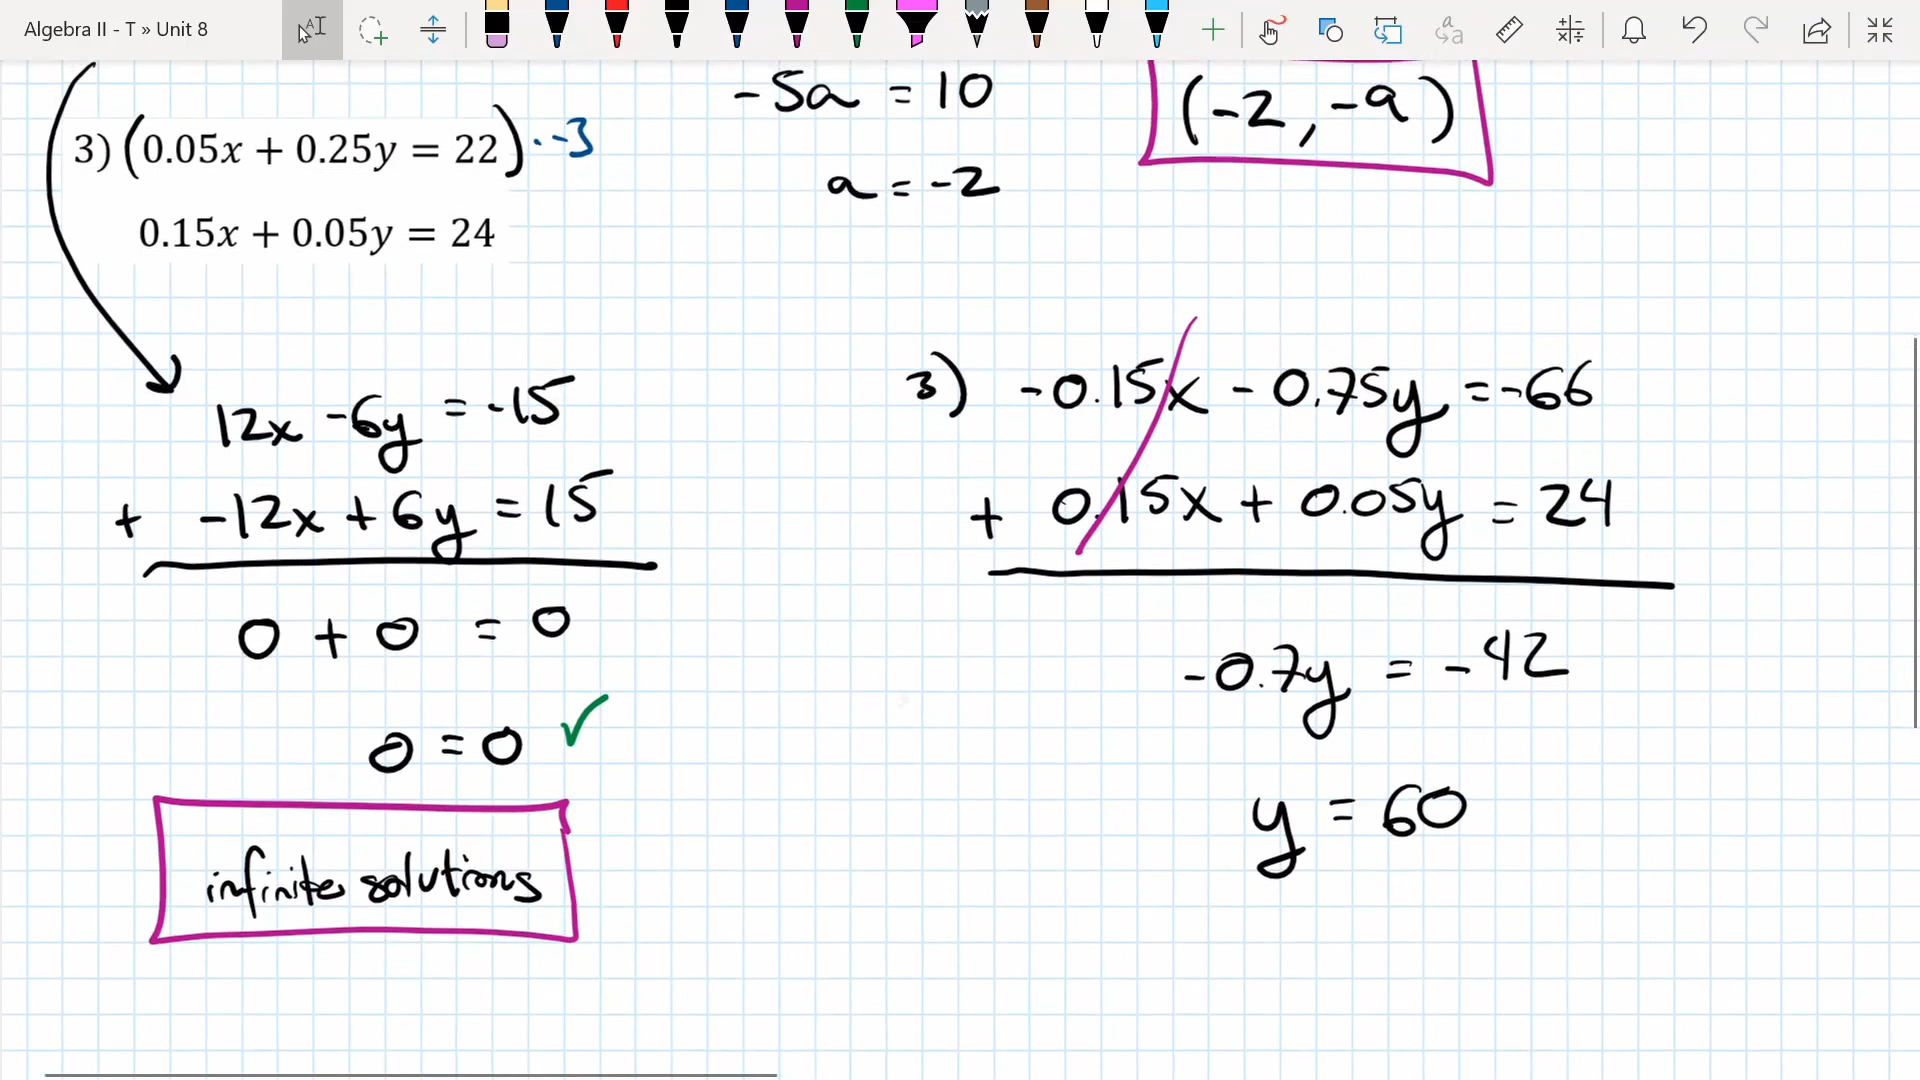 Algebra II - T » Unit 8
-5a = 10
a = -2
(-2, -9)
3) (0.05x + 0.25y = 22) · -3
0.15x + 0.05y = 24
12x - 6y = -15
+ -12x + 6y = 15
0 + 0 = 0
0 = 0 ✓
infinite solutions
3) -0.15x - 0.75y = -66
+ 0.15x + 0.05y = 24
-0.7y = -42
y = 60